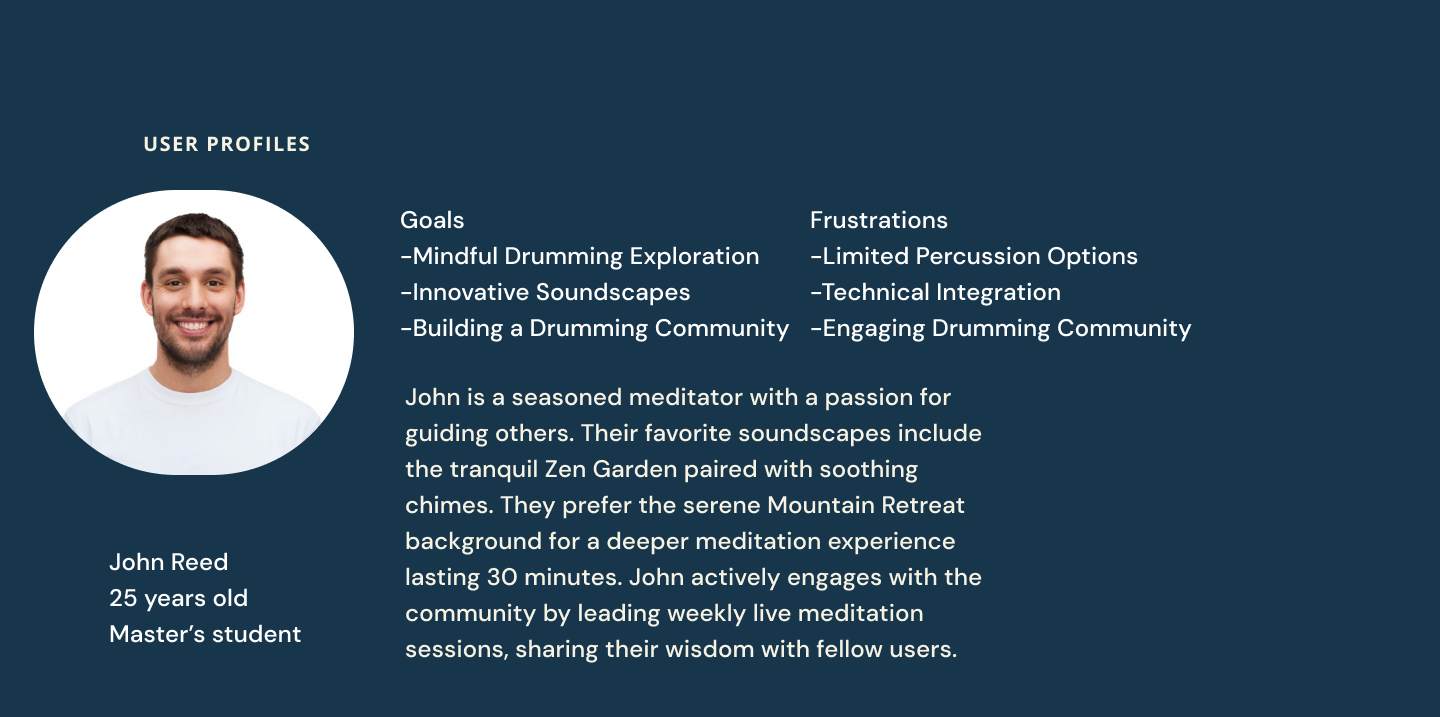 USER PROFILES
Goals
-Mindful Drumming Exploration
-Innovative Soundscapes
-Building a Drumming Community
Frustrations
-Limited Percussion Options
-Technical Integration
-Engaging Drumming Community
John is a seasoned meditator with a passion for
guiding others. Their favorite soundscapes include
the tranquil Zen Garden paired with soothing
chimes. They prefer the serene Mountain Retreat
background for a deeper meditation experience
lasting 30 minutes. John actively engages with the
community by leading weekly live meditation
sessions, sharing their wisdom with fellow users.
John Reed
25 years old
Master’s student